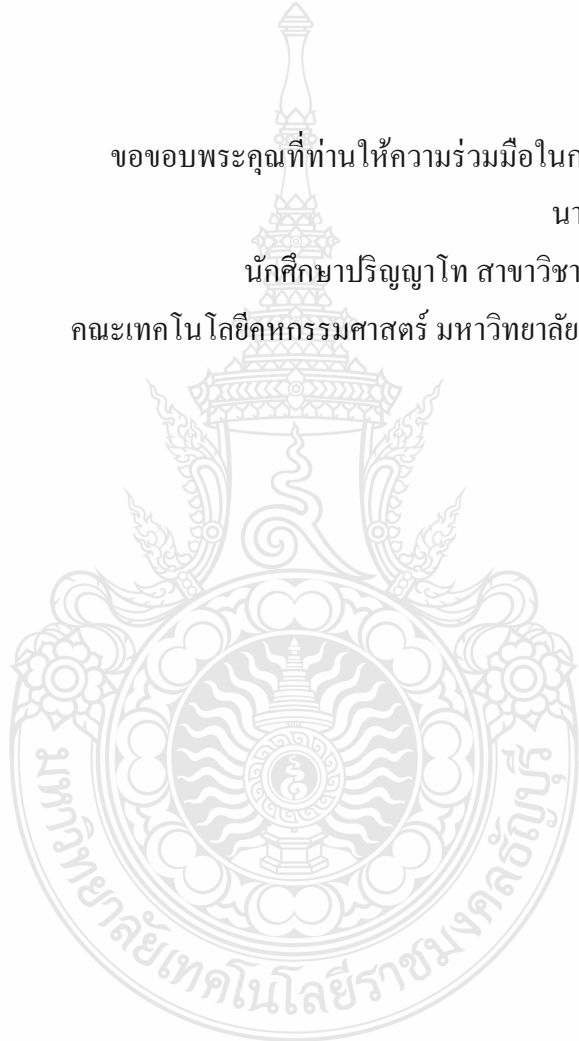 ขอขอบพระคุณที่ท่านให้ความร่วมมือใน
นักศึกษาปริญญาโท สาขาวิชา
คณะเทคโนโลยีคหกรรมศาสตร์ มหาวิทยาลัย
มหาวิทยาลัยเทคโนโลยีราชมงคลธัญบุรี